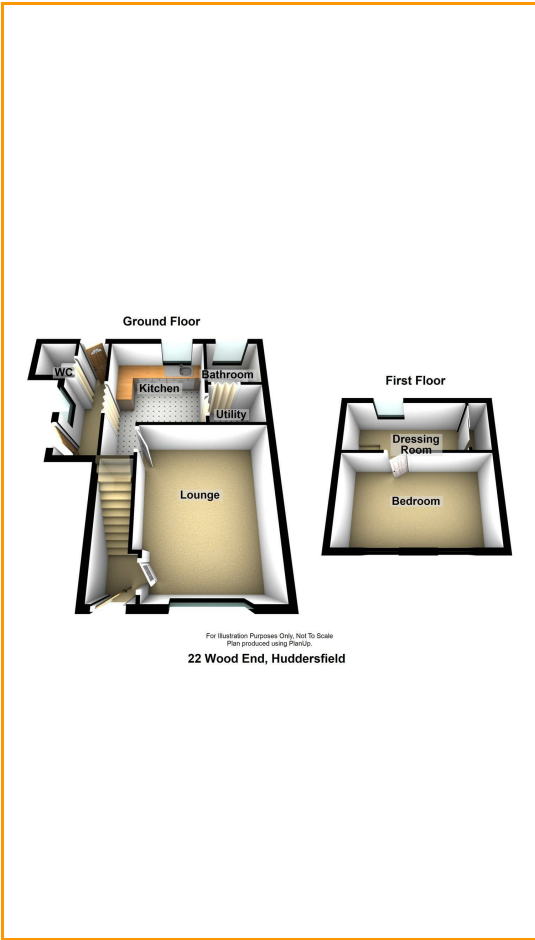 Ground Floor
WC
Kitchen
Bathroom
Utility
Lounge
First Floor
Dressing
Room
Bedroom
For Illustration Purposes Only, Not To Scale
Plan produced using PlanUp.
22 Wood End, Huddersfield